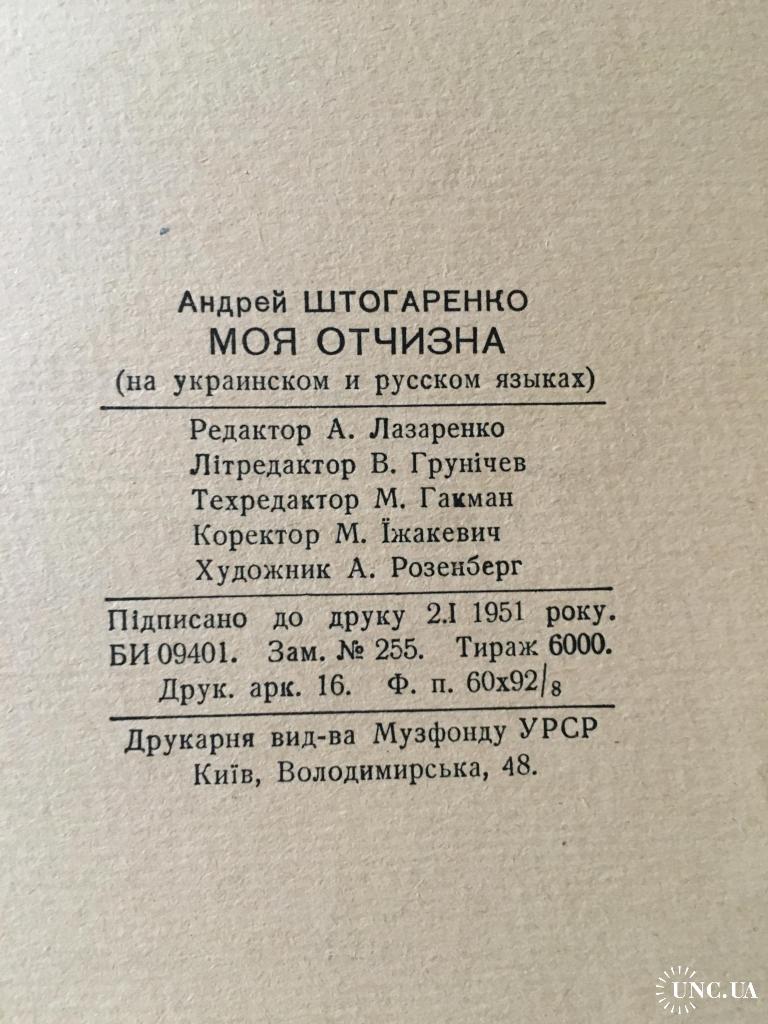 Андрей ШТОГАРЕНКО
МОЯ ОТЧИЗНА
(на украинском и русском языках)
Редактор А. Лазаренко
Літредактор В. Грунічев
Техредактор М. Гакман
Коректор М. Їжакевич
Художник А. Розенберг
Підписано до друку 2.I 1951 року.
БИ 09401. Зам. № 255. Тираж 6000.
Друк. арк. 16. Ф. п. 60х92/8
Друкарня вид-ва Музфонду УРСР
Київ, Володимирська, 48.
UNC.UA